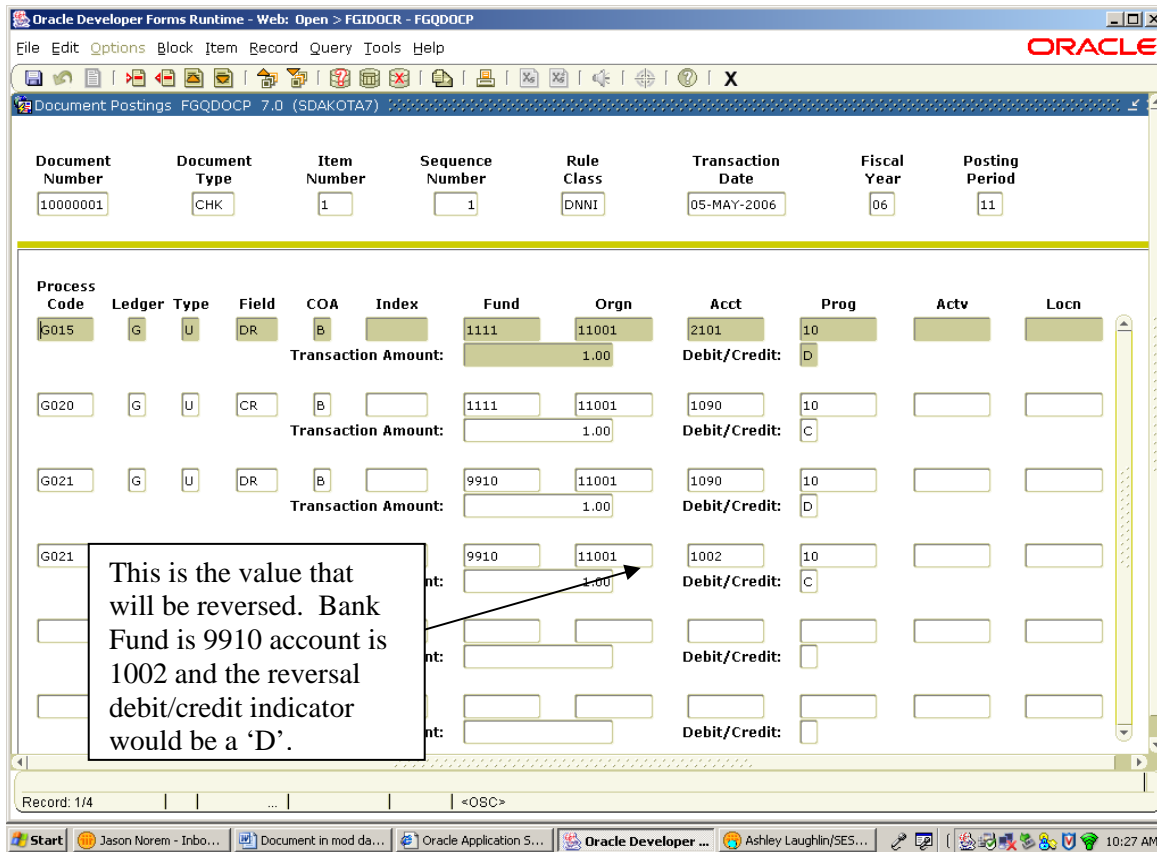 Oracle Developer Forms Runtime - Web: Open > FGIDOCR - FGQDOCP
File Edit Options Block Item Record Query Tools Help
ORACLE
X
Document Postings FGQDOCP 7.0 (SDAKOTA7)
Document Number Document Type Item Number Sequence Number Rule Class Transaction Date Fiscal Year Posting Period
10000001 CHK 1 1 DNNI 05-MAY-2006 06 11
Process Code Ledger Type Field COA Index Fund Orgn Acct Prog Actv Locn
G015 G U DR B 1111 11001 2101 10
Transaction Amount: 1.00 Debit/Credit: D
G020 G U CR B 1111 11001 1090 10
Transaction Amount: 1.00 Debit/Credit: C
G021 G U DR B 9910 11001 1090 10
Transaction Amount: 1.00 Debit/Credit: D
G021 9910 11001 1002 10
nt: 1.00 Debit/Credit: C
nt: Debit/Credit:
nt: Debit/Credit:
This is the value that
will be reversed. Bank
Fund is 9910 account is
1002 and the reversal
debit/credit indicator
would be a ‘D’.
Record: 1/4 ... <OSC>
Start Jason Norem - Inbo... Document in mod da... Oracle Application S... Oracle Developer ... Ashley Laughlin/SES... 10:27 AM